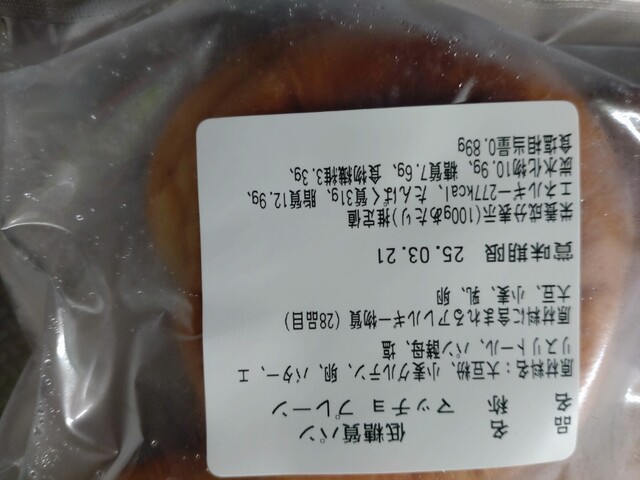 品　　名　　低糖質パン
名　　称　　マッチョ プレーン
原材料名：大豆粉、小麦グルテン、卵、バター、エ
リスリトール、パン酵母、塩
原材料に含まれるアレルギー物質（28品目）
大豆、小麦、乳、卵
賞味期限　25.03.21
栄養成分表示(100gあたり)推定値
エネルギー277kcal、たんぱく質31g、脂質12.9g、
炭水化物10.9g、糖質7.6g、食物繊維3.3g、
食塩相当量0.89g